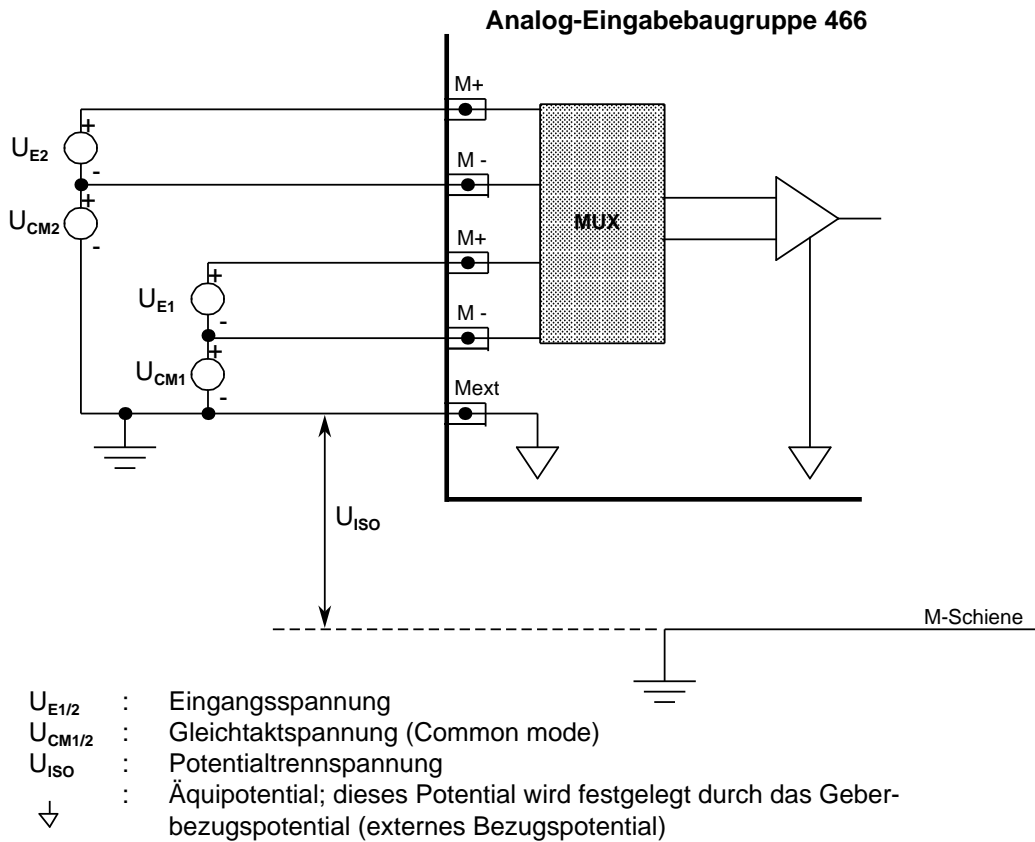 Analog-Eingabebaugruppe 466
M+
+
UE2
M -
-
+
UCM2
-
MUX
M+
+
UE1
M -
-
+
UCM1
-
Mext
UISO
M-Schiene
UE1/2 : Eingangsspannung
UCM1/2 : Gleichtaktspannung (Common mode)
UISO : Potentialtrennspannung
: Äquipotential; dieses Potential wird festgelegt durch das Geber-
bezugspotential (externes Bezugspotential)